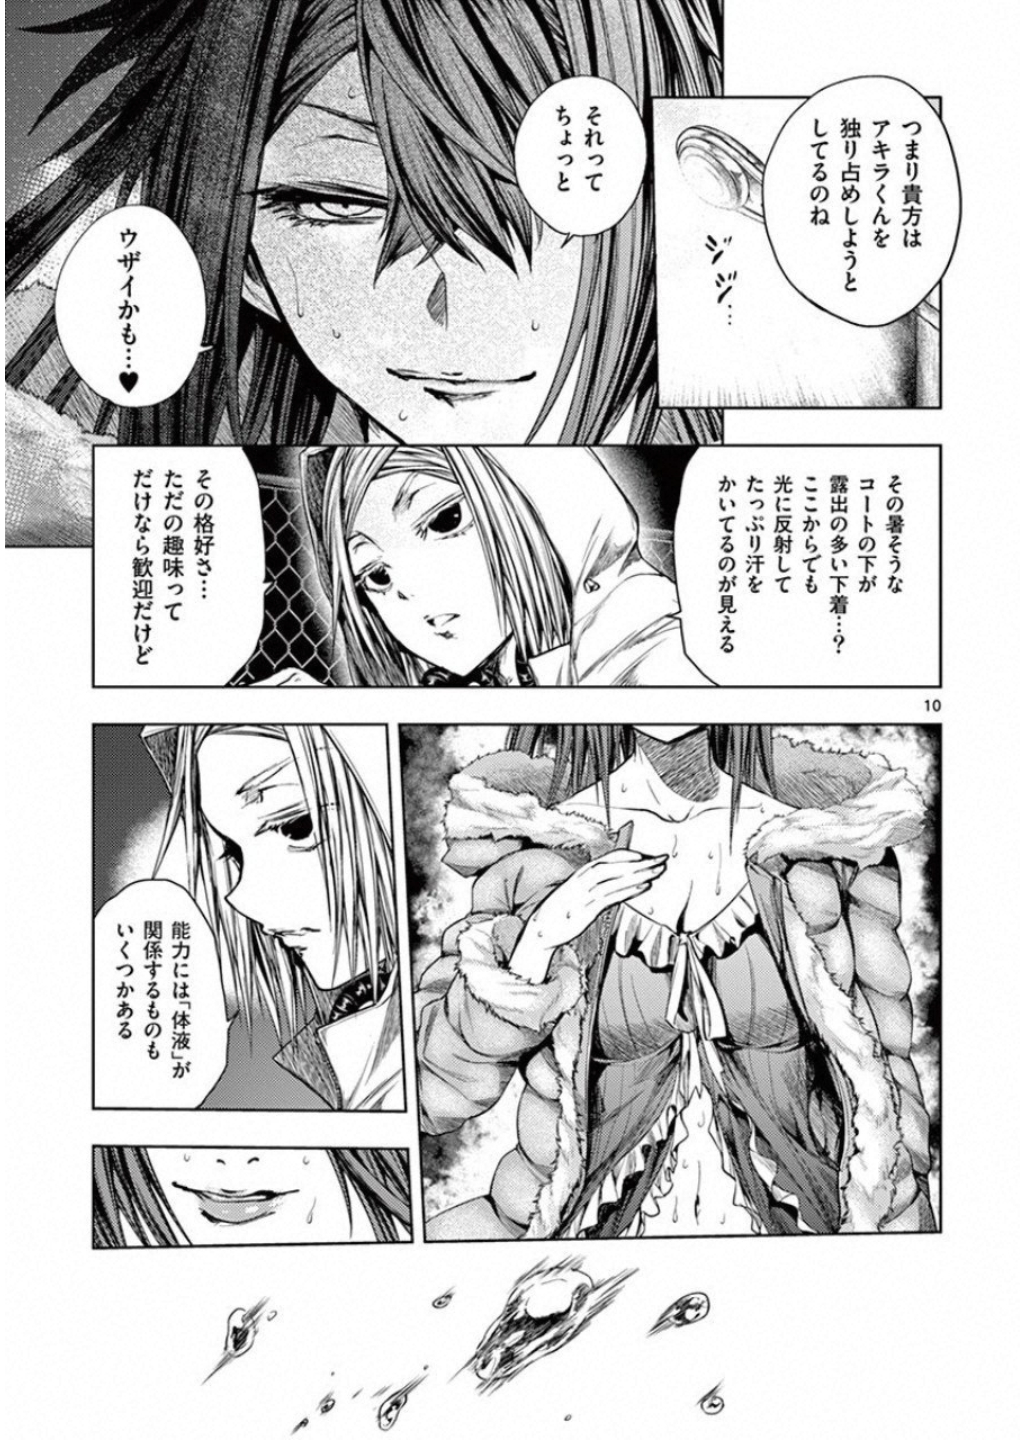 つまり貴方は
アキラくんを
独り占めしようと
してるのね
ジジ…
それって
ちょっと
ウザイかも…♥
その暑そうな
コートの下が
露出の多い下着…?
ここからでも
光に反射して
たっぷり汗を
かいてるのが見える
その格好さ…
ただの趣味って
だけなら歓迎だけど
10
能力には「体液」が
関係するものも
いくつかある